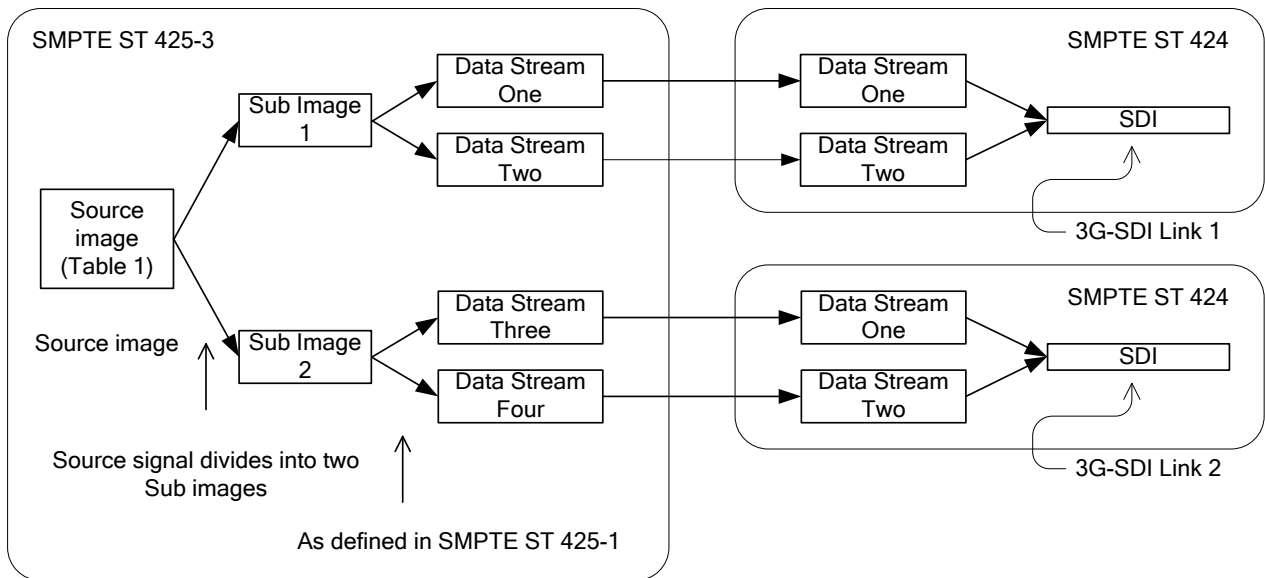 SMPTE ST 425-3
Source
image
(Table 1)
Source image
Source signal divides into two
Sub images
Sub Image
1
Sub Image
2
Data Stream
One
Data Stream
Two
Data Stream
Three
Data Stream
Four
As defined in SMPTE ST 425-1
SMPTE ST 424
Data Stream
One
Data Stream
Two
SDI
3G-SDI Link 1
SMPTE ST 424
Data Stream
One
Data Stream
Two
SDI
3G-SDI Link 2